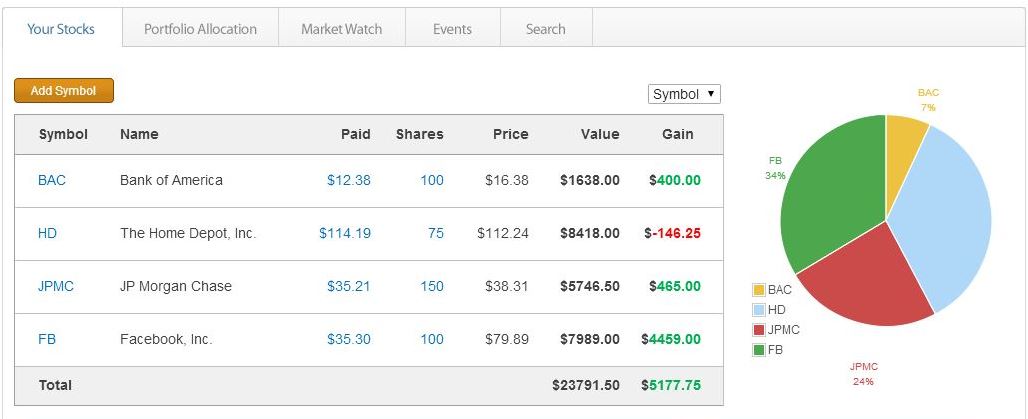 Your Stocks Portfolio Allocation Market Watch Events Search
Add Symbol
Symbol
Symbol Name Paid Shares Price Value Gain
BAC Bank of America $12.38 100 $16.38 $1638.00 $400.00
HD The Home Depot, Inc. $114.19 75 $112.24 $8418.00 $-146.25
JPMC JP Morgan Chase $35.21 150 $38.31 $5746.50 $465.00
FB Facebook, Inc. $35.30 100 $79.89 $7989.00 $4459.00
Total $23791.50 $5177.75
BAC
7%
FB
34%
BAC
HD
JPMC
FB
JPMC
24%